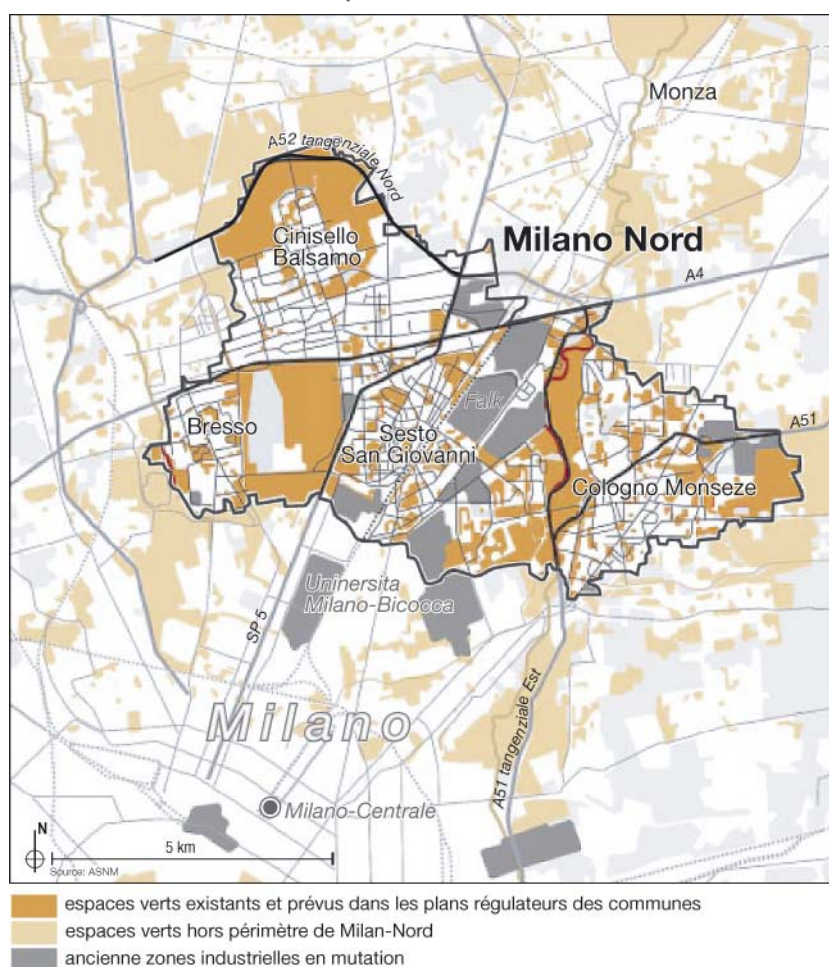 Monza
A52 tangenziale Nord
Cinisello
Balsamo
Milano Nord
A4
Falk
Bresso
Sesto
San Giovanni
A51
Cologno Monseze
Uninersita
Milano-Bicocca
SP 5
Milano
A51 tangenziale Est
Milano-Centrale
N
5 km
Source: ASNM
espaces verts existants et prévus dans les plans régulateurs des communes
espaces verts hors périmètre de Milan-Nord
ancienne zones industrielles en mutation